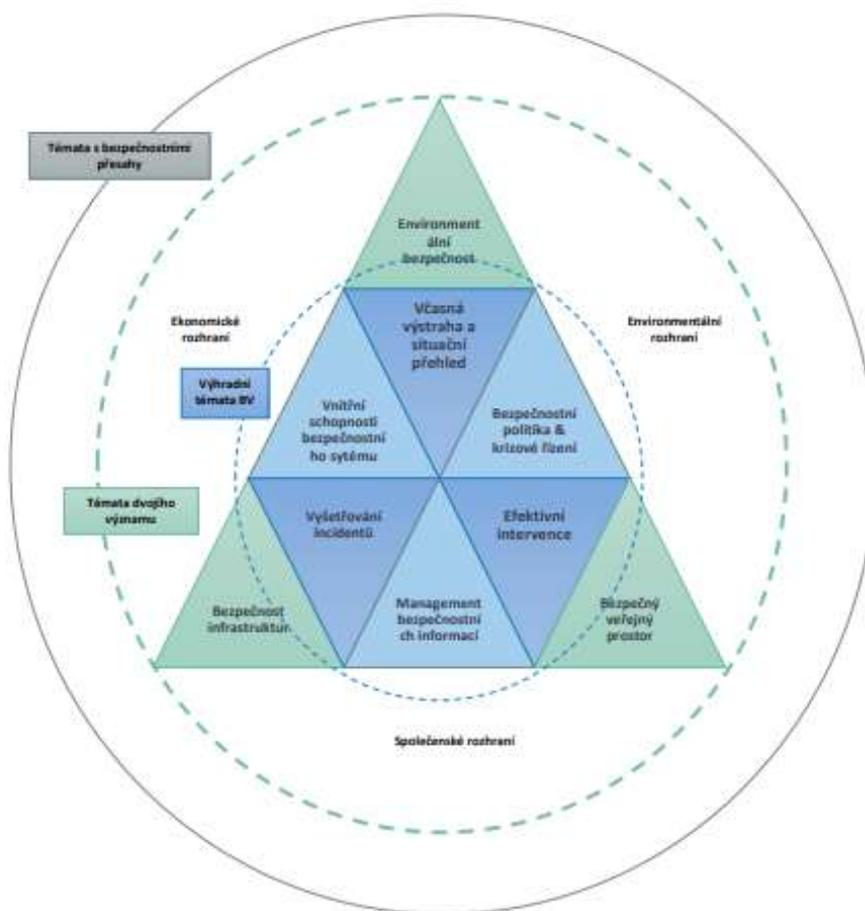 Témata s bezpečnostními
přesahy
Environment
ální
bezpečnost
Ekonomické
rozhraní
Včasná
výstraha a
situační
přehled
Environmentální
rozhraní
Výhradní
témata BV
Vnitřní
schopnosti
bezpečnostní
ho sytému
Bezpečnostní
politika &
krizové řízení
Témata dvojího
významu
Vyšetřování
incidentů
Efektivní
intervence
Bezpečnost
infrastruktur
Management
bezpečnostní
ch informací
Bezpečný
veřejný
prostor
Společenské rozhraní